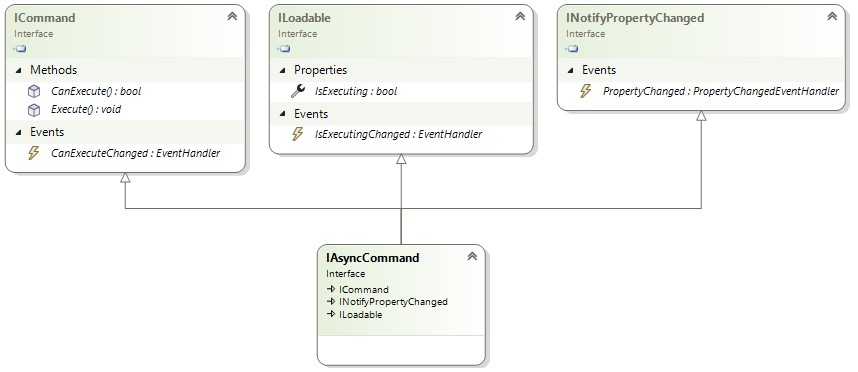 ICommand
Interface
Methods
CanExecute() : bool
Execute() : void
Events
CanExecuteChanged : EventHandler
ILoadable
Interface
Properties
IsExecuting : bool
Events
IsExecutingChanged : EventHandler
INotifyPropertyChanged
Interface
Events
PropertyChanged : PropertyChangedEventHandler
IAsyncCommand
Interface
ICommand
INotifyPropertyChanged
ILoadable